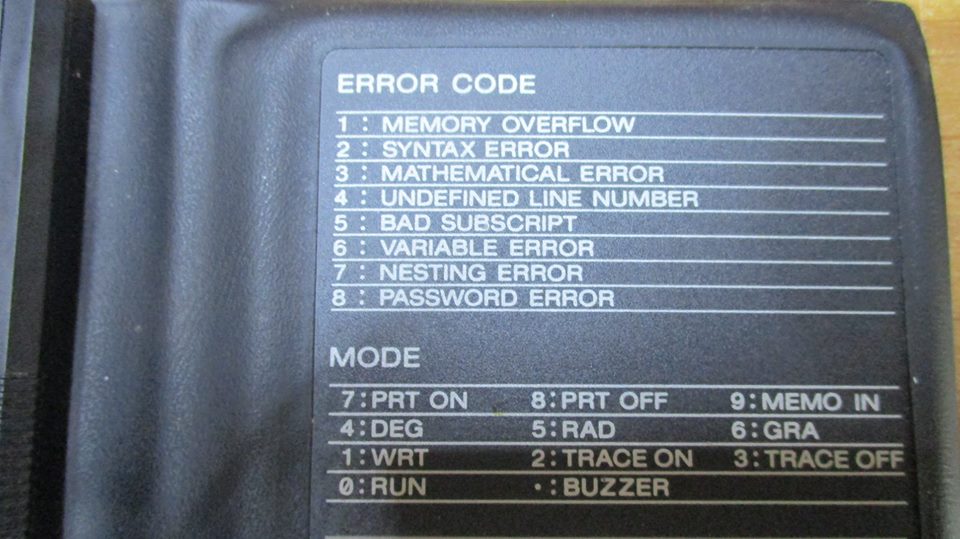 ERROR CODE
1 : MEMORY OVERFLOW
2 : SYNTAX ERROR
3 : MATHEMATICAL ERROR
4 : UNDEFINED LINE NUMBER
5 : BAD SUBSCRIPT
6 : VARIABLE ERROR
7 : NESTING ERROR
8 : PASSWORD ERROR
MODE
7:PRT ON 8:PRT OFF 9:MEMO IN
4:DEG 5:RAD 6:GRA
1:WRT 2:TRACE ON 3:TRACE OFF
0:RUN ·:BUZZER